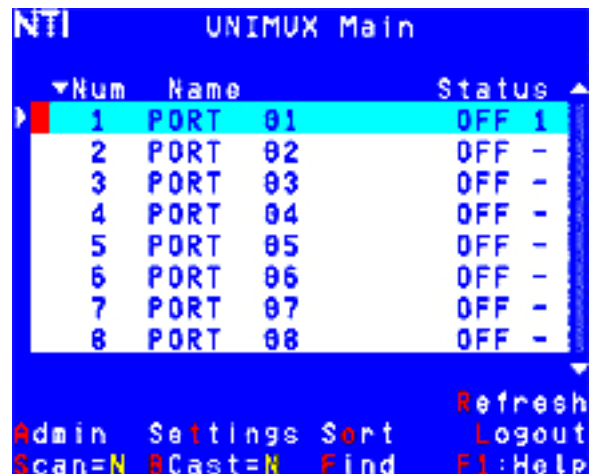 NTI UNIMUX Main
▼Num Name Status
1 PORT 01 OFF 1
2 PORT 02 OFF -
3 PORT 03 OFF -
4 PORT 04 OFF -
5 PORT 05 OFF -
6 PORT 06 OFF -
7 PORT 07 OFF -
8 PORT 08 OFF -
Refresh
Admin Settings Sort Logout
Scan=N BCast=N Find F1:Help